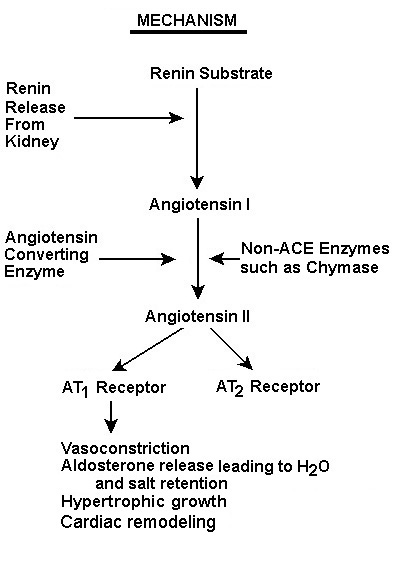 MECHANISM
Renin Substrate
Renin
Release
From
Kidney
Angiotensin I
Angiotensin
Converting
Enzyme
Non-ACE Enzymes
such as Chymase
Angiotensin II
AT1 Receptor
AT2 Receptor
Vasoconstriction
Aldosterone release leading to H2O
and salt retention
Hypertrophic growth
Cardiac remodeling